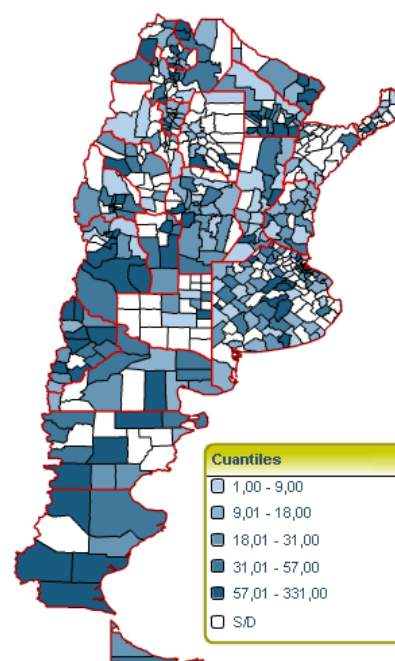 Cuantiles
1,00 - 9,00
9,01 - 18,00
18,01 - 31,00
31,01 - 57,00
57,01 - 331,00
S/D